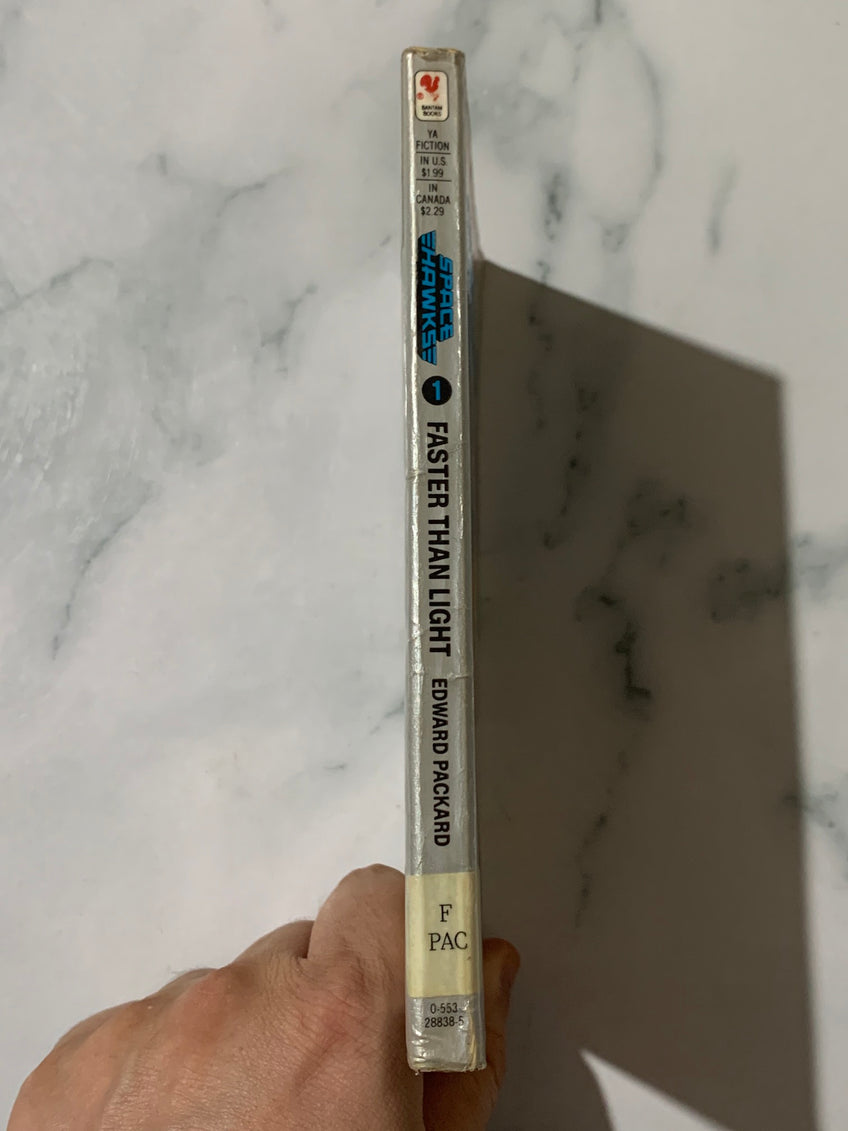 BANTAM
BOOKS
YA
FICTION
IN U.S.
$1.99
IN
CANADA
$2.29
SPACE
HAWKS
1
FASTER THAN LIGHT
EDWARD PACKARD
F
PAC
0-553
28838-5